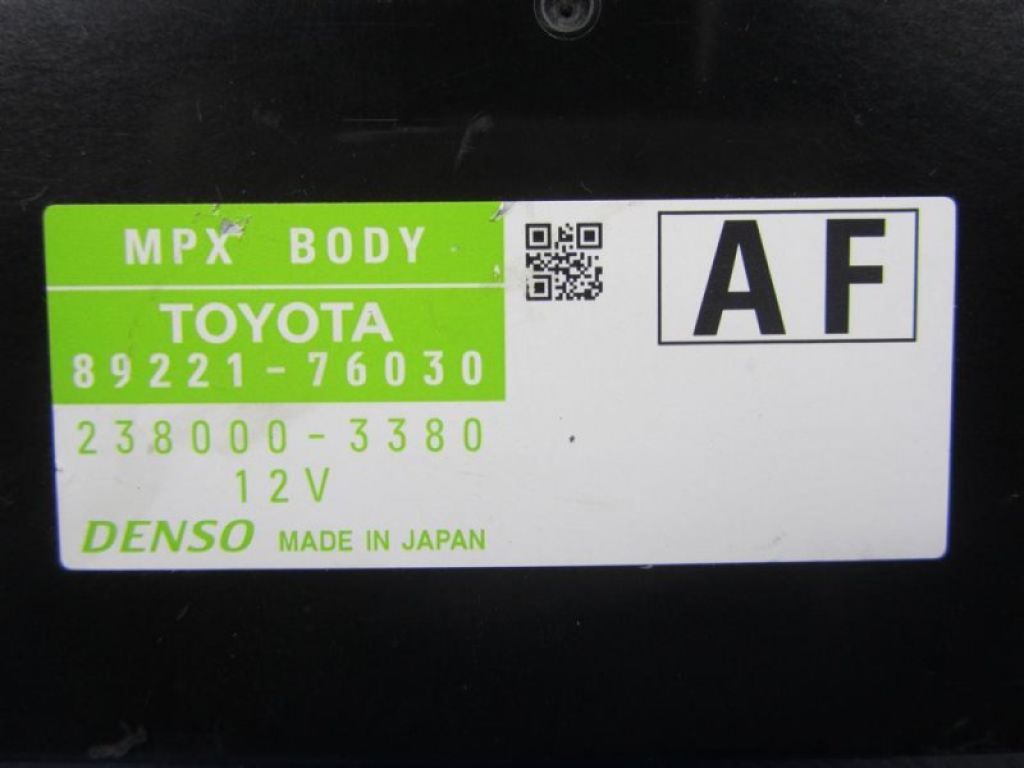 MPX BODY
TOYOTA
89221-76030
238000-3380
12V
DENSO MADE IN JAPAN
AF